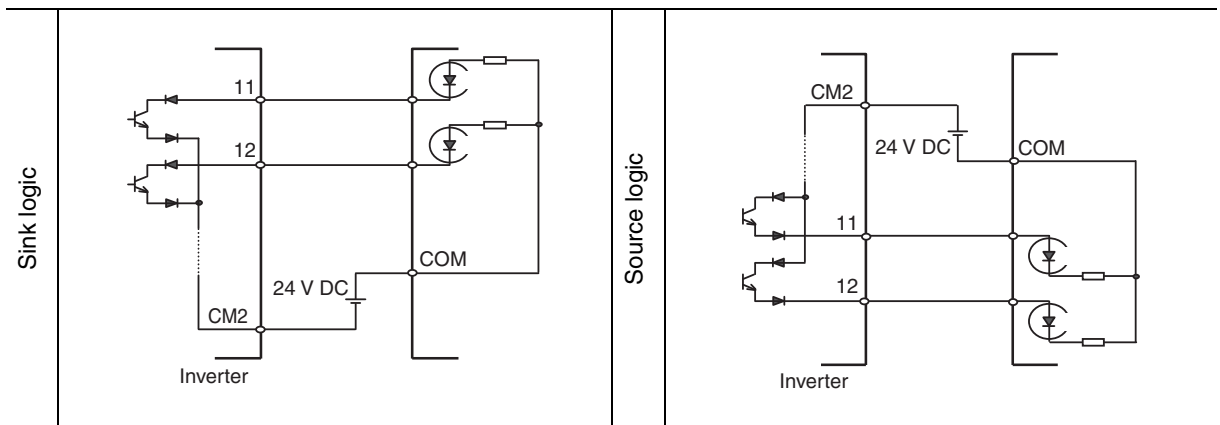 Sink logic
11
12
COM
24 V DC
CM2
Inverter
Source logic
CM2
24 V DC
COM
11
12
Inverter